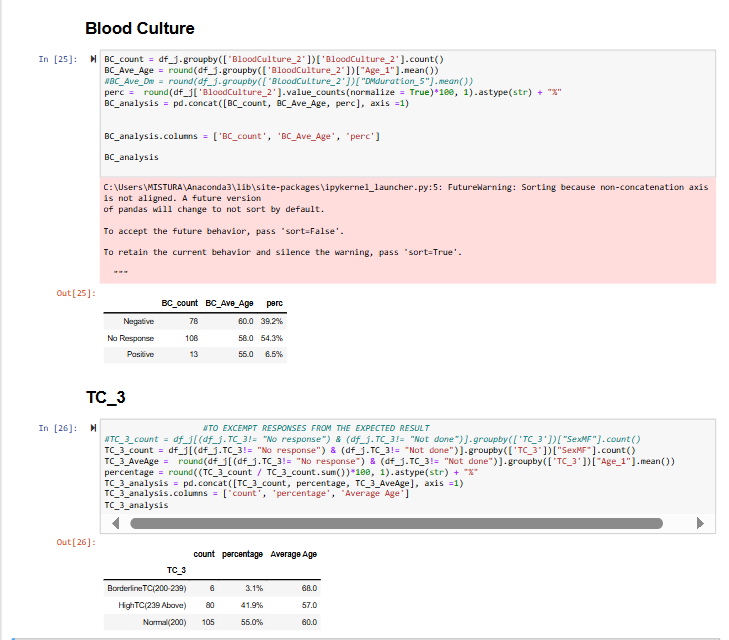 Blood Culture
In [25]:
BC_count = df_j.groupby(['BloodCulture_2'])['BloodCulture_2'].count()
BC_Ave_Age = round(df_j.groupby(['BloodCulture_2'])["Age_1"].mean())
#BC_Ave_Dm = round(df_j.groupby(['BloodCulture_2'])["DMduration_5"].mean())
perc =  round(df_j['BloodCulture_2'].value_counts(normalize = True)*100, 1).astype(str) + "%"
BC_analysis = pd.concat([BC_count, BC_Ave_Age, perc], axis =1)
BC_analysis.columns = ['BC_count', 'BC_Ave_Age', 'perc']
BC_analysis
C:\Users\MISTURA\Anaconda3\lib\site-packages\ipykernel_launcher.py:5: FutureWarning: Sorting because non-concatenation axis
is not aligned. A future version
of pandas will change to not sort by default.
To accept the future behavior, pass 'sort=False'.
To retain the current behavior and silence the warning, pass 'sort=True'.
"""
Out[25]:
BC_count BC_Ave_Age perc
Negative 78 60.0 39.2%
No Response 108 58.0 54.3%
Positive 13 55.0 6.5%
TC_3
In [26]:
#TO EXCEMPT RESPONSES FROM THE EXPECTED RESULT
#TC_3_count = df_j[(df_j.TC_3!= "No response") & (df_j.TC_3!= "Not done")].groupby(['TC_3'])["SexMF"].count()
TC_3_count = df_j[(df_j.TC_3!= "No response") & (df_j.TC_3!= "Not done")].groupby(['TC_3'])["SexMF"].count()
TC_3_AveAge =  round(df_j[(df_j.TC_3!= "No response") & (df_j.TC_3!= "Not done")].groupby(['TC_3'])["Age_1"].mean())
percentage = round((TC_3_count / TC_3_count.sum())*100, 1).astype(str) + "%"
TC_3_analysis = pd.concat([TC_3_count, percentage, TC_3_AveAge], axis =1)
TC_3_analysis.columns = ['count', 'percentage', 'Average Age']
TC_3_analysis
Out[26]:
count percentage Average Age
TC_3
BorderlineTC(200-239) 6 3.1% 68.0
HighTC(239 Above) 80 41.9% 57.0
Normal(200) 105 55.0% 60.0